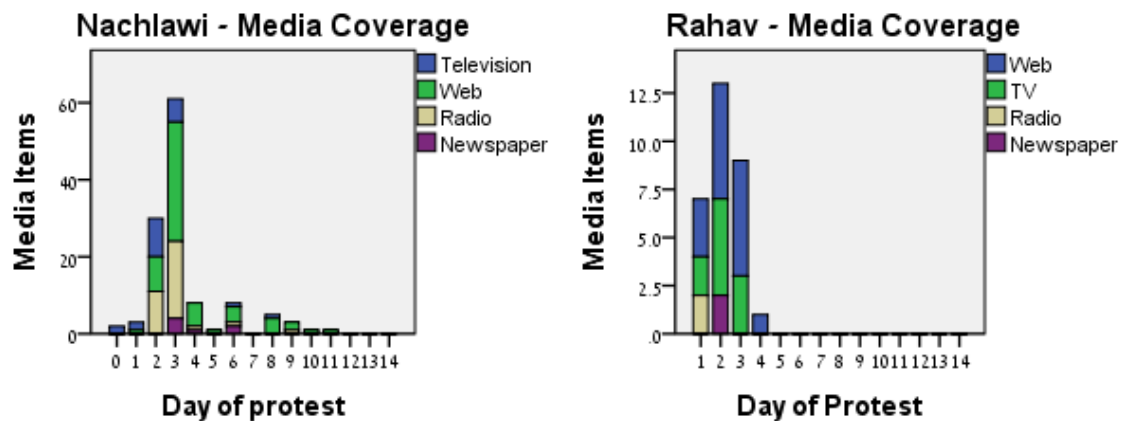 Nachlawi - Media Coverage
Television
Web
Radio
Newspaper
Media Items
60
40
20
0
0 1 2 3 4 5 6 7 8 9 10 11 12 13 14
Day of protest
Rahav - Media Coverage
Web
TV
Radio
Newspaper
Media Items
12.5
10.0
7.5
5.0
2.5
.0
1 2 3 4 5 6 7 8 9 10 11 12 13 14
Day of Protest